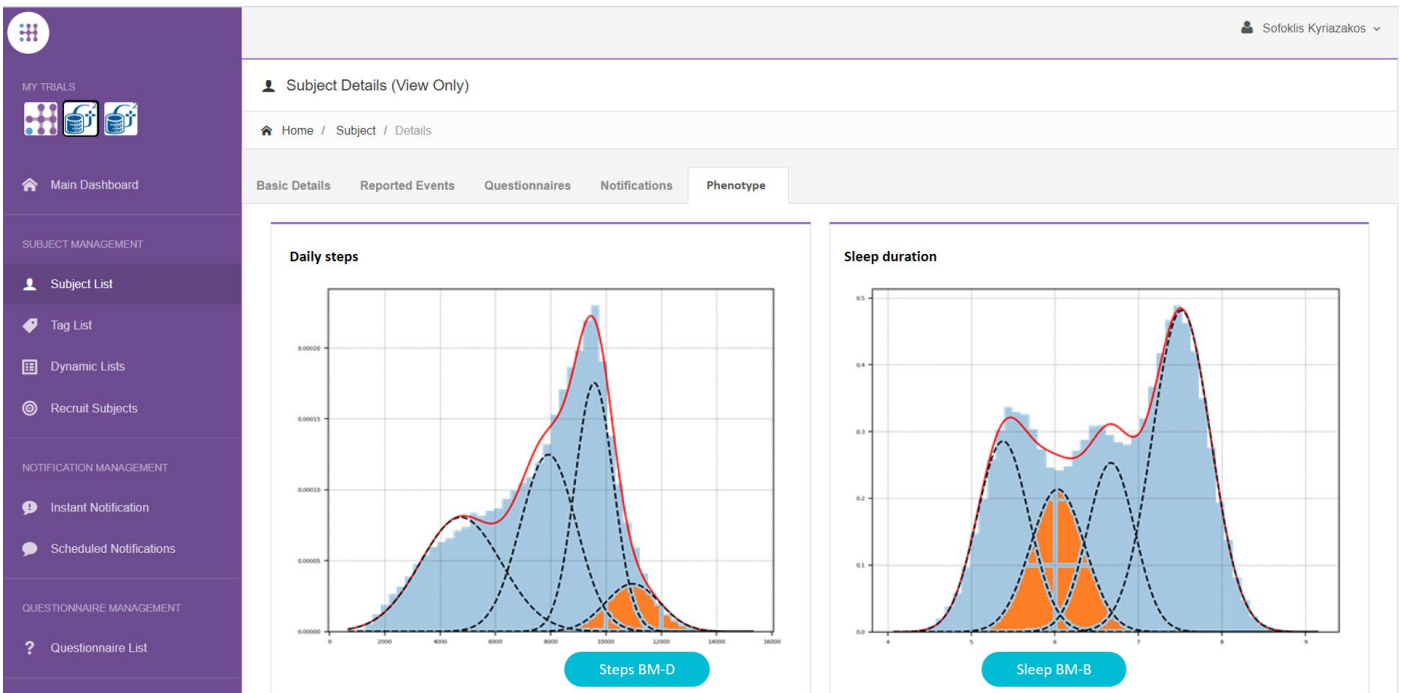 Sofoklis Kyriazakos
MY TRIALS
Subject Details (View Only)
Home / Subject / Details
Main Dashboard
Basic Details Reported Events Questionnaires Notifications Phenotype
SUBJECT MANAGEMENT
Subject List
Tag List
Dynamic Lists
Recruit Subjects
NOTIFICATION MANAGEMENT
Instant Notification
Scheduled Notifications
QUESTIONNAIRE MANAGEMENT
? Questionnaire List
Daily steps
0.00020
0.00015
0.00010
0.00005
0.00000
0 2000 4000 6000 8000 10000 12000 14000 16000
Steps BM-D
Sleep duration
0.5
0.4
0.3
0.2
0.1
0.0
4 5 6 7 8 9
Sleep BM-B